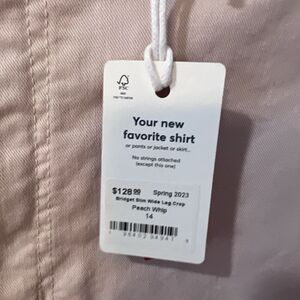 FSC
Your new
favorite shirt
or pants or jacket or skirt...
No strings attached
(except this one)
$128.00 Spring 2023
Bridget Slim Wide Leg Crop
Peach Whip
14